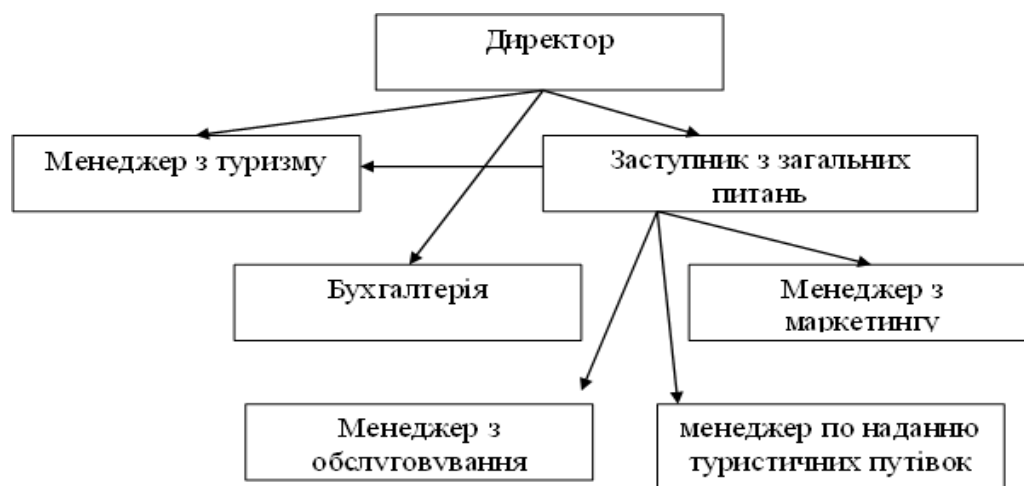 Директор
Менеджер з туризму
Заступник з загальних
питань
Бухгалтерія
Менеджер з
маркетингу
Менеджер з
обслуговування
менеджер по наданню
туристичних путівок